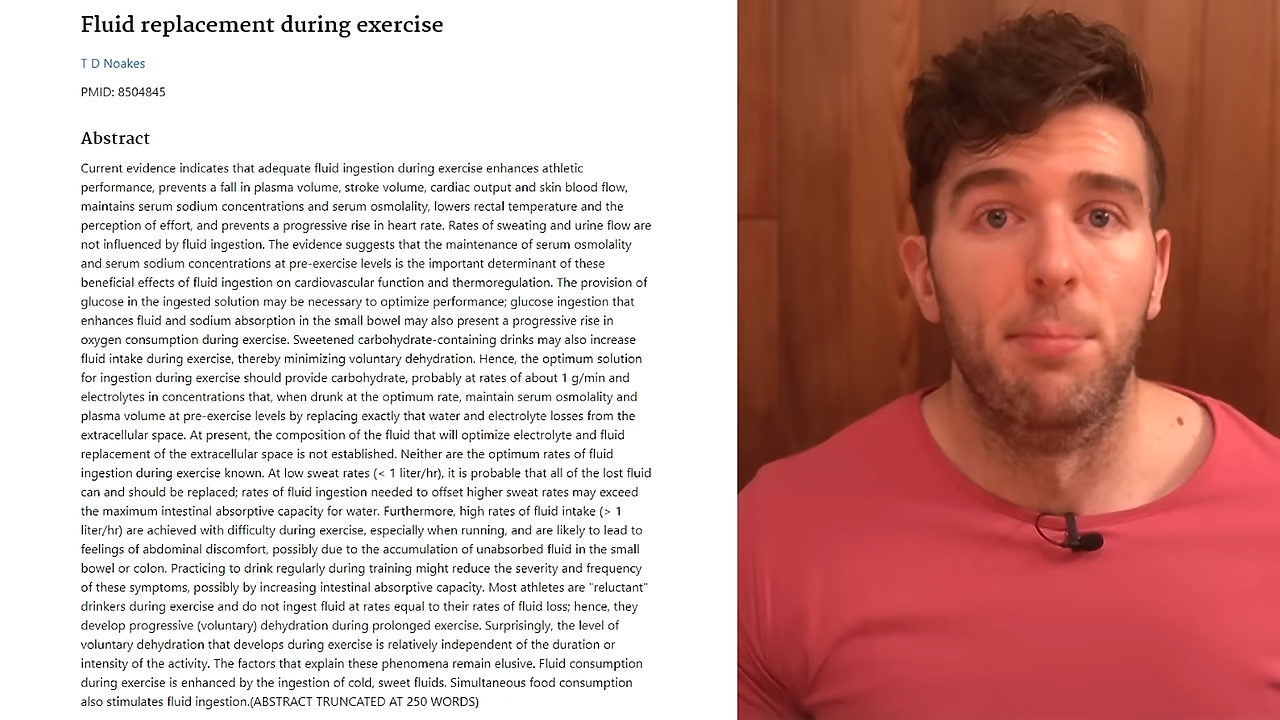 Fluid replacement during exercise
T D Noakes
PMID: 8504845
Abstract
Current evidence indicates that adequate fluid ingestion during exercise enhances athletic
performance, prevents a fall in plasma volume, stroke volume, cardiac output and skin blood flow,
maintains serum sodium concentrations and serum osmolality, lowers rectal temperature and the
perception of effort, and prevents a progressive rise in heart rate. Rates of sweating and urine flow are
not influenced by fluid ingestion. The evidence suggests that the maintenance of serum osmolality
and serum sodium concentrations at pre-exercise levels is the important determinant of these
beneficial effects of fluid ingestion on cardiovascular function and thermoregulation. The provision of
glucose in the ingested solution may be necessary to optimize performance; glucose ingestion that
enhances fluid and sodium absorption in the small bowel may also present a progressive rise in
oxygen consumption during exercise. Sweetened carbohydrate-containing drinks may also increase
fluid intake during exercise, thereby minimizing voluntary dehydration. Hence, the optimum solution
for ingestion during exercise should provide carbohydrate, probably at rates of about 1 g/min and
electrolytes in concentrations that, when drunk at the optimum rate, maintain serum osmolality and
plasma volume at pre-exercise levels by replacing exactly that water and electrolyte losses from the
extracellular space. At present, the composition of the fluid that will optimize electrolyte and fluid
replacement of the extracellular space is not established. Neither are the optimum rates of fluid
ingestion during exercise known. At low sweat rates (< 1 liter/hr), it is probable that all of the lost fluid
can and should be replaced; rates of fluid ingestion needed to offset higher sweat rates may exceed
the maximum intestinal absorptive capacity for water. Furthermore, high rates of fluid intake (> 1
liter/hr) are achieved with difficulty during exercise, especially when running, and are likely to lead to
feelings of abdominal discomfort, possibly due to the accumulation of unabsorbed fluid in the small
bowel or colon. Practicing to drink regularly during training might reduce the severity and frequency
of these symptoms, possibly by increasing intestinal absorptive capacity. Most athletes are "reluctant"
drinkers during exercise and do not ingest fluid at rates equal to their rates of fluid loss; hence, they
develop progressive (voluntary) dehydration during prolonged exercise. Surprisingly, the level of
voluntary dehydration that develops during exercise is relatively independent of the duration or
intensity of the activity. The factors that explain these phenomena remain elusive. Fluid consumption
during exercise is enhanced by the ingestion of cold, sweet fluids. Simultaneous food consumption
also stimulates fluid ingestion.(ABSTRACT TRUNCATED AT 250 WORDS)